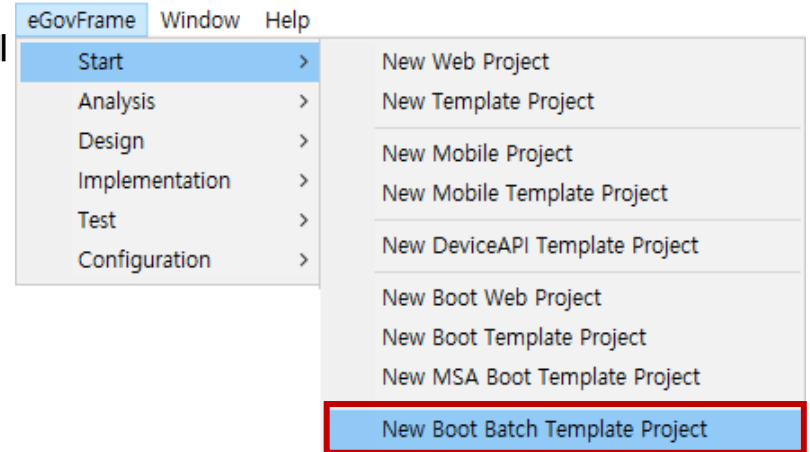 eGovFrame Window Help
Start >
Analysis >
Design >
Implementation >
Test >
Configuration >
New Web Project
New Template Project
New Mobile Project
New Mobile Template Project
New DeviceAPI Template Project
New Boot Web Project
New Boot Template Project
New MSA Boot Template Project
New Boot Batch Template Project